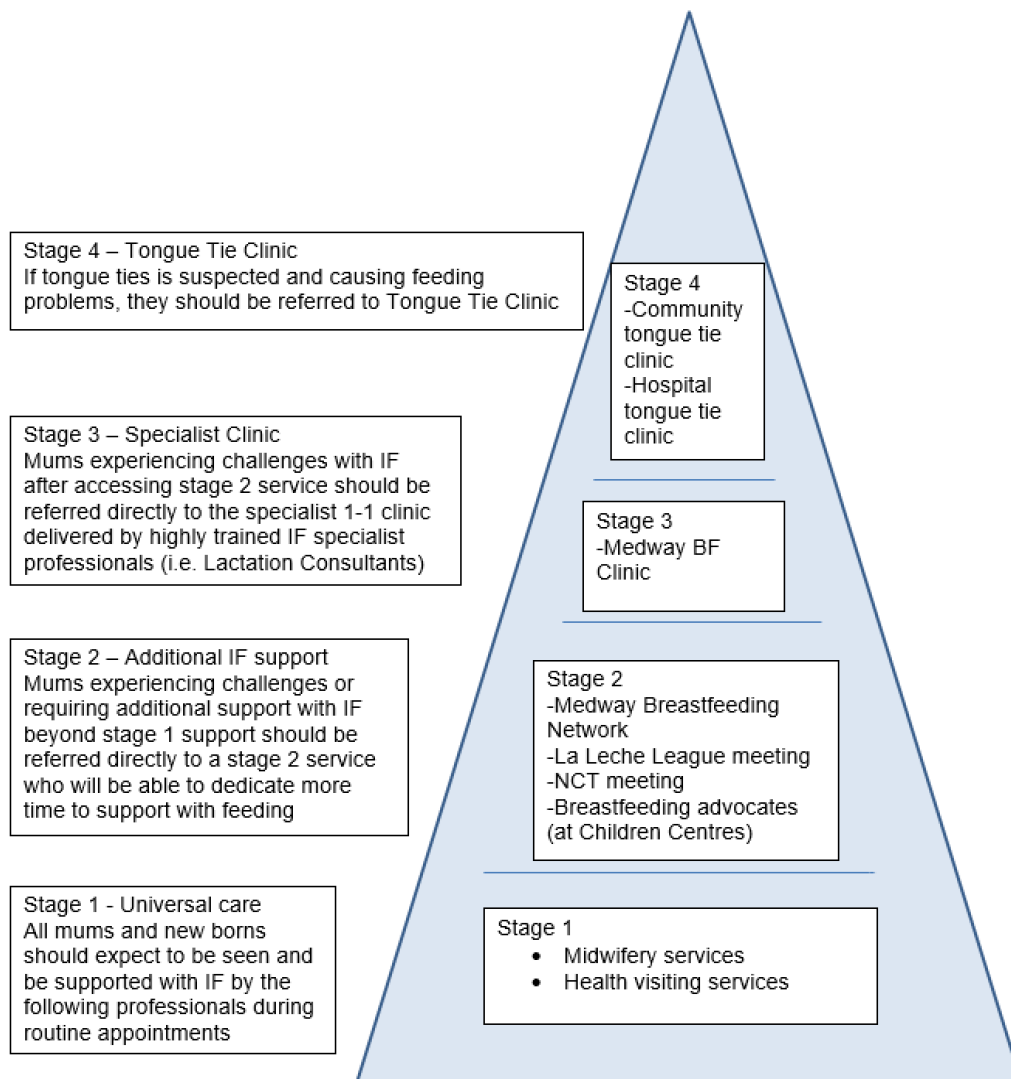 Stage 4 – Tongue Tie Clinic
If tongue ties is suspected and causing feeding
problems, they should be referred to Tongue Tie Clinic
Stage 4
-Community
tongue tie
clinic
-Hospital
tongue tie
clinic
Stage 3 – Specialist Clinic
Mums experiencing challenges with IF
after accessing stage 2 service should be
referred directly to the specialist 1-1 clinic
delivered by highly trained IF specialist
professionals (i.e. Lactation Consultants)
Stage 3
-Medway BF
Clinic
Stage 2 – Additional IF support
Mums experiencing challenges or
requiring additional support with IF
beyond stage 1 support should be
referred directly to a stage 2 service
who will be able to dedicate more
time to support with feeding
Stage 2
-Medway Breastfeeding
Network
-La Leche League meeting
-NCT meeting
-Breastfeeding advocates
(at Children Centres)
Stage 1 - Universal care
All mums and new borns
should expect to be seen and
be supported with IF by the
following professionals during
routine appointments
Stage 1
• Midwifery services
• Health visiting services